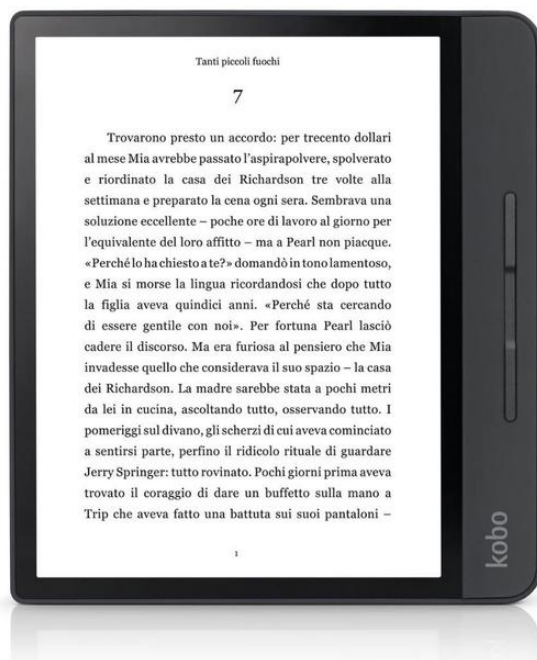 Tanti piccoli fuochi
7
Trovarono presto un accordo: per trecento dollari
al mese Mia avrebbe passato l'aspirapolvere, spolverato
e riordinato la casa dei Richardson tre volte alla
settimana e preparato la cena ogni sera. Sembrava una
soluzione eccellente – poche ore di lavoro al giorno per
l'equivalente del loro affitto – ma a Pearl non piacque.
«Perché lo ha chiesto a te?» domandò in tono lamentoso,
e Mia si morse la lingua ricordandosi che dopo tutto
la figlia aveva quindici anni. «Perché sta cercando
di essere gentile con noi». Per fortuna Pearl lasciò
cadere il discorso. Ma era furiosa al pensiero che Mia
invadesse quello che considerava il suo spazio – la casa
dei Richardson. La madre sarebbe stata a pochi metri
da lei in cucina, ascoltando tutto, osservando tutto. I
pomeriggi sul divano, gli scherzi di cui aveva cominciato
a sentirsi parte, perfino il ridicolo rituale di guardare
Jerry Springer: tutto rovinato. Pochi giorni prima aveva
trovato il coraggio di dare un buffetto sulla mano a
Trip che aveva fatto una battuta sui suoi pantaloni –
1
kobo